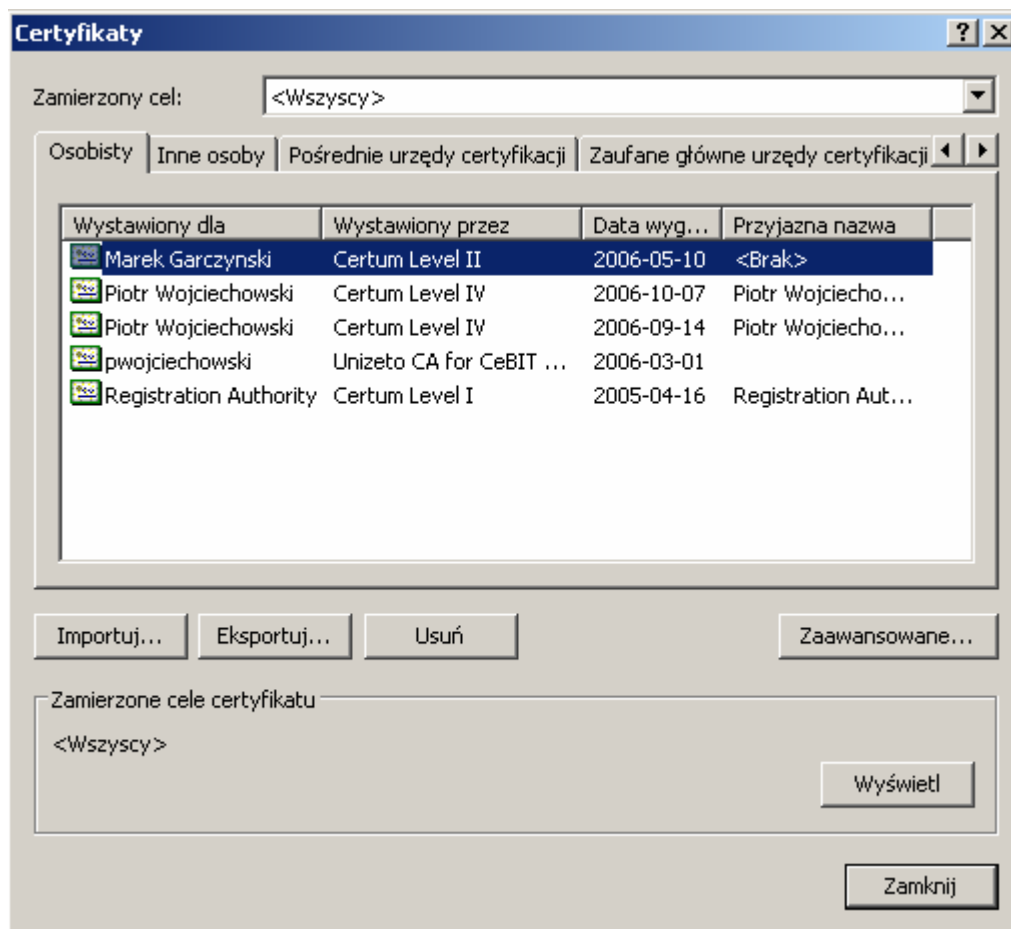 Certyfikaty
Zamierzony cel: <Wszyscy>
Osobisty Inne osoby Pośrednie urzędy certyfikacji Zaufane główne urzędy certyfikacji
Wystawiony dla Wystawiony przez Data wyg... Przyjazna nazwa
Marek Garczynski Certum Level II 2006-05-10 <Brak>
Piotr Wojciechowski Certum Level IV 2006-10-07 Piotr Wojciecho...
Piotr Wojciechowski Certum Level IV 2006-09-14 Piotr Wojciecho...
pwojciechowski Unizeto CA for CeBIT ... 2006-03-01
Registration Authority Certum Level I 2005-04-16 Registration Aut...
Importuj... Eksportuj... Usuń Zaawansowane...
Zamierzone cele certyfikatu
<Wszyscy>
Wyświetl
Zamknij